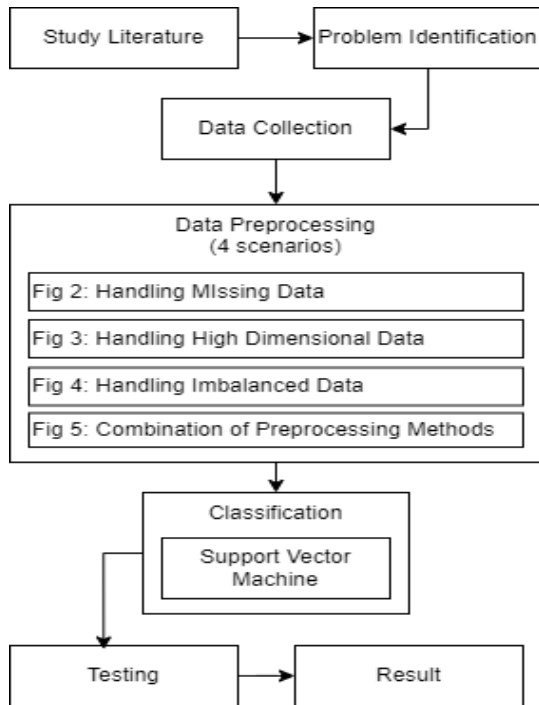 Study Literature
Problem Identification
Data Collection
Data Preprocessing
(4 scenarios)
Fig 2: Handling MIssing Data
Fig 3: Handling High Dimensional Data
Fig 4: Handling Imbalanced Data
Fig 5: Combination of Preprocessing Methods
Classification
Support Vector
Machine
Testing
Result